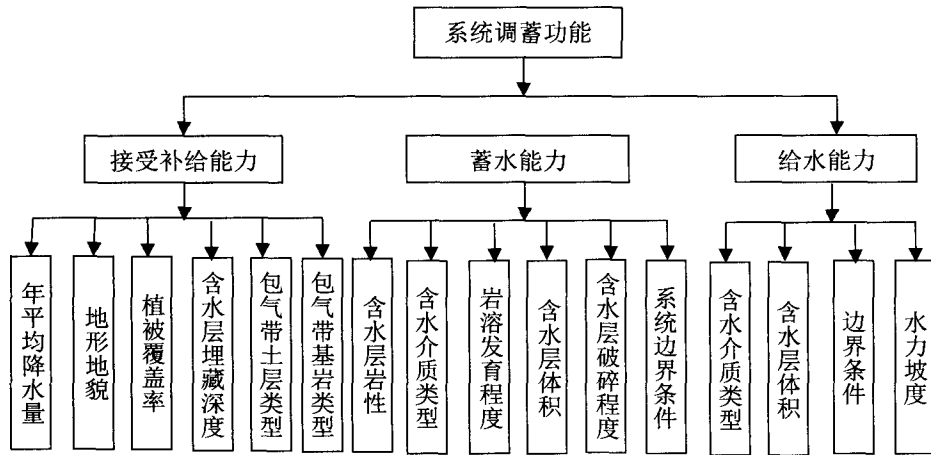 系统调蓄功能
接受补给能力
蓄水能力
给水能力
年平均降水量
地形地貌
植被覆盖率
含水层埋藏深度
包气带土层类型
包气带基岩类型
含水层岩性
含水介质类型
岩溶发育程度
含水层体积
含水层破碎程度
系统边界条件
含水介质类型
含水层体积
边界条件
水力坡度